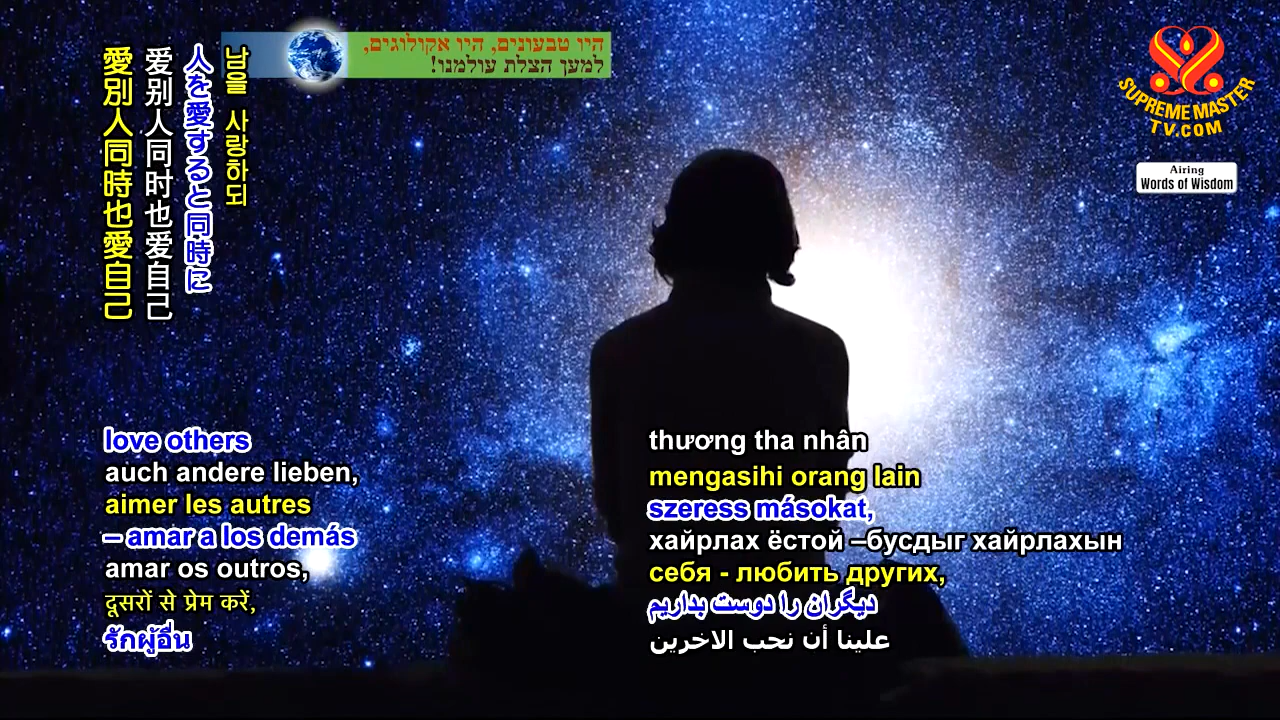 היו טבעונים, היו אקולוגים,
למען הצלת עולמנו!
SUPREME MASTER
TV.COM
Airing
Words of Wisdom
남을 사랑하되
人を愛すると同時に
爱别人同时也爱自己
愛別人同時也愛自己
love others
auch andere lieben,
aimer les autres
– amar a los demás
amar os outros,
दूसरों से प्रेम करें,
รักผู้อื่น
thương tha nhân
mengasihi orang lain
szeress másokat,
хайрлах ёстой –бусдыг хайрлахын
себя - любить других,
دیگران را دوست بداریم
علينا أن نحب الاخرين